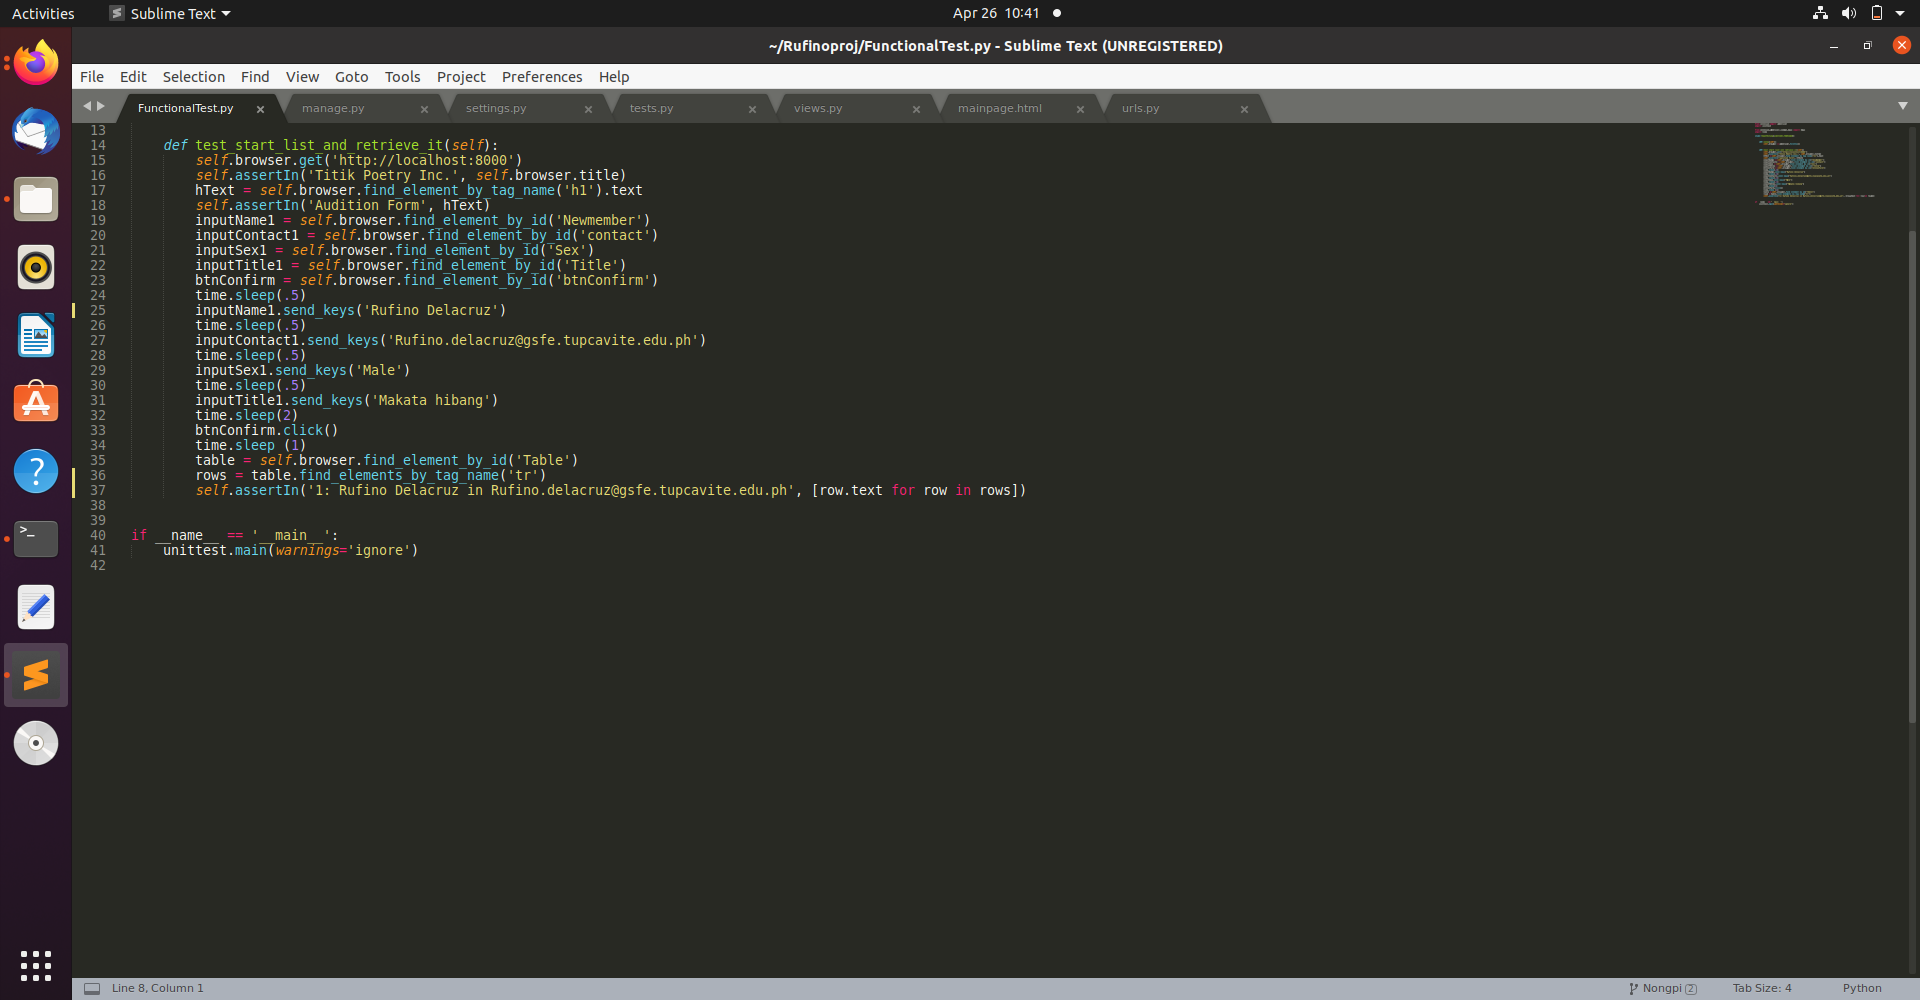 Activities Sublime Text Apr 26 10:41
~/Rufinoproj/FunctionalTest.py - Sublime Text (UNREGISTERED)
File Edit Selection Find View Goto Tools Project Preferences Help
FunctionalTest.py × manage.py × settings.py × tests.py × views.py × mainpage.html × urls.py ×
13
14 def test_start_list_and_retrieve_it(self):
15 self.browser.get('http://localhost:8000')
16 self.assertIn('Titik Poetry Inc.', self.browser.title)
17 hText = self.browser.find_element_by_tag_name('h1').text
18 self.assertIn('Audition Form', hText)
19 inputName1 = self.browser.find_element_by_id('Newmember')
20 inputContact1 = self.browser.find_element_by_id('contact')
21 inputSex1 = self.browser.find_element_by_id('Sex')
22 inputTitle1 = self.browser.find_element_by_id('Title')
23 btnConfirm = self.browser.find_element_by_id('btnConfirm')
24 time.sleep(.5)
25 inputName1.send_keys('Rufino Delacruz')
26 time.sleep(.5)
27 inputContact1.send_keys('Rufino.delacruz@gsfe.tupcavite.edu.ph')
28 time.sleep(.5)
29 inputSex1.send_keys('Male')
30 time.sleep(.5)
31 inputTitle1.send_keys('Makata hibang')
32 time.sleep(2)
33 btnConfirm.click()
34 time.sleep (1)
35 table = self.browser.find_element_by_id('Table')
36 rows = table.find_elements_by_tag_name('tr')
37 self.assertIn('1: Rufino Delacruz in Rufino.delacruz@gsfe.tupcavite.edu.ph', [row.text for row in rows])
38
39
40 if __name__ == '__main__':
41 unittest.main(warnings='ignore')
42
Line 8, Column 1 Nongpi 2 Tab Size: 4 Python